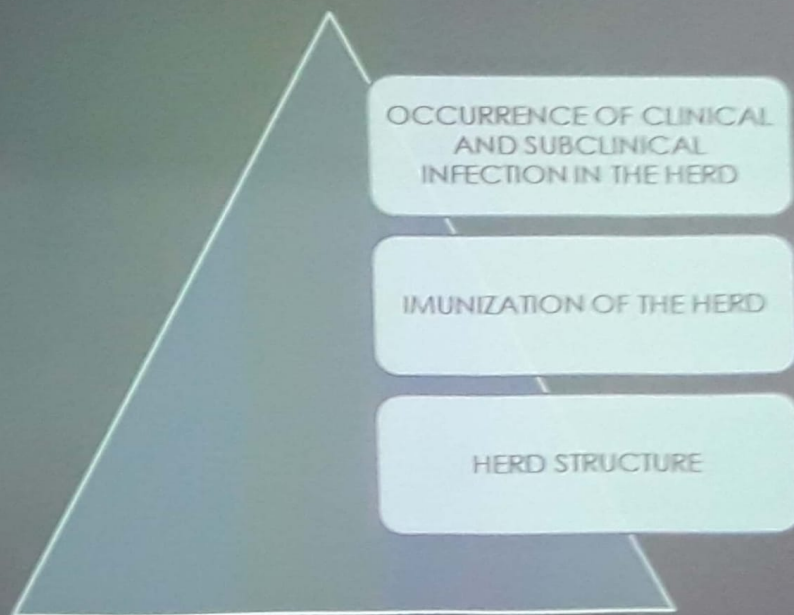 OCCURRENCE OF CLINICAL
AND SUBCLINICAL
INFECTION IN THE HERD
IMUNIZATION OF THE HERD
HERD STRUCTURE